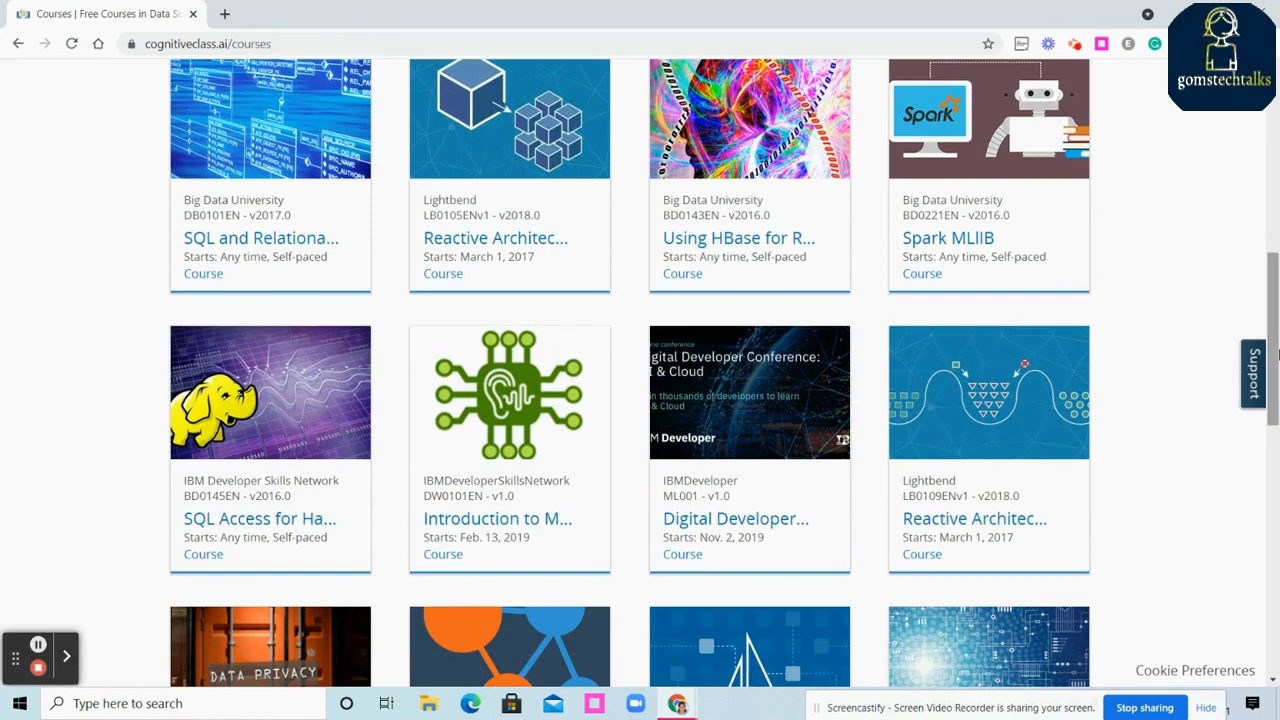 Courses | Free Courses in Data Sc
cognitiveclass.ai/courses
gomstechtalks
Spark
Big Data University
DB0101EN - v2017.0
SQL and Relationa...
Starts: Any time, Self-paced
Course
Lightbend
LB0105ENv1 - v2018.0
Reactive Architec...
Starts: March 1, 2017
Course
Big Data University
BD0143EN - v2016.0
Using HBase for R...
Starts: Any time, Self-paced
Course
Big Data University
BD0221EN - v2016.0
Spark MLlIB
Starts: Any time, Self-paced
Course
Support
IBM Developer Skills Network
BD0145EN - v2016.0
SQL Access for Ha...
Starts: Any time, Self-paced
Course
IBMDeveloperSkillsNetwork
DW0101EN - v1.0
Introduction to M...
Starts: Feb. 13, 2019
Course
ne conference
igital Developer Conference:
I & Cloud
in thousands of developers to learn
& Cloud
BM Developer
IBMDeveloper
ML001 - v1.0
Digital Developer...
Starts: Nov. 2, 2019
Course
Lightbend
LB0109ENv1 - v2018.0
Reactive Architec...
Starts: March 1, 2017
Course
DATA PRIVA
Cookie Preferences
Type here to search
Screencastify - Screen Video Recorder is sharing your screen.
Stop sharing
Hide